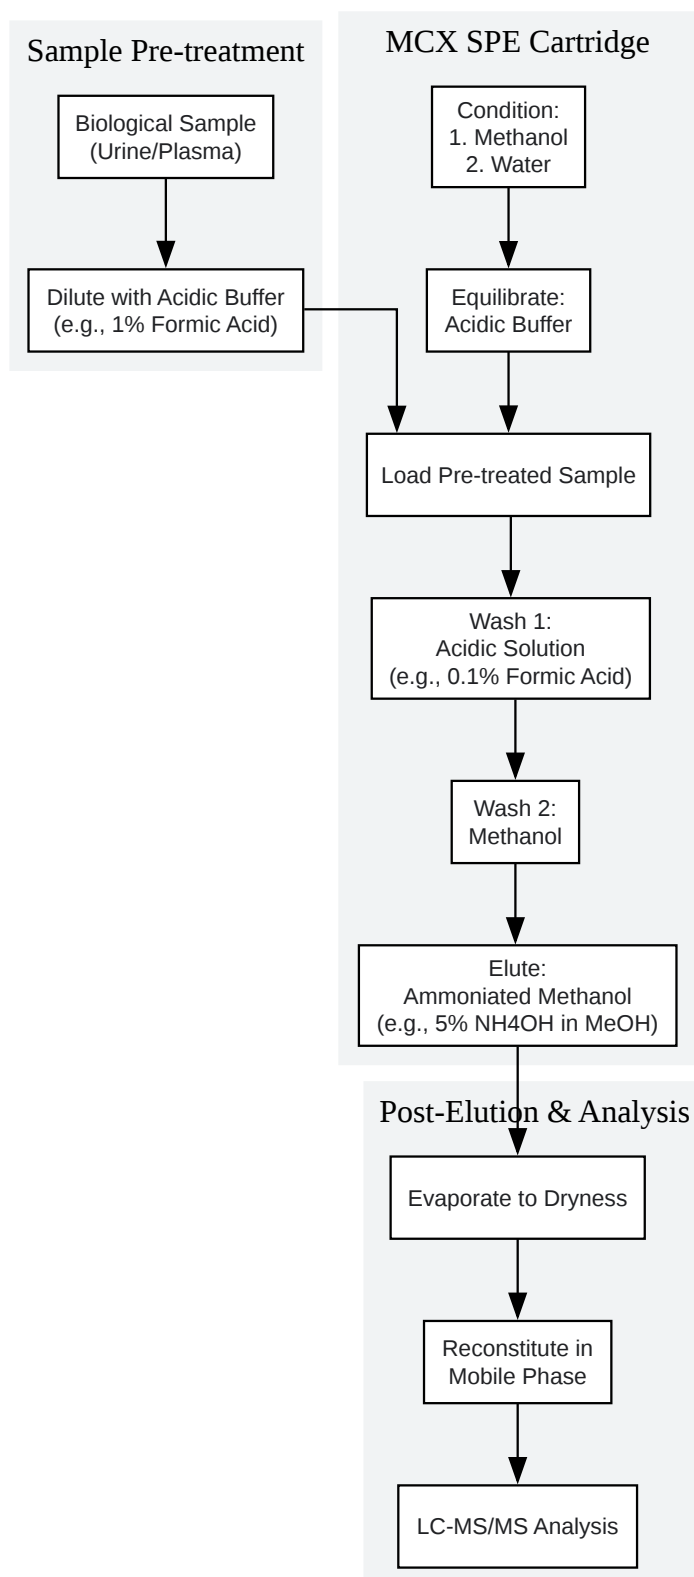 Sample Pre-treatment
Biological Sample
(Urine/Plasma)
Dilute with Acidic Buffer
(e.g., 1% Formic Acid)
MCX SPE Cartridge
Condition:
1. Methanol
2. Water
Equilibrate:
Acidic Buffer
Load Pre-treated Sample
Wash 1:
Acidic Solution
(e.g., 0.1% Formic Acid)
Wash 2:
Methanol
Elute:
Ammoniated Methanol
(e.g., 5% NH4OH in MeOH)
Post-Elution & Analysis
Evaporate to Dryness
Reconstitute in
Mobile Phase
LC-MS/MS Analysis